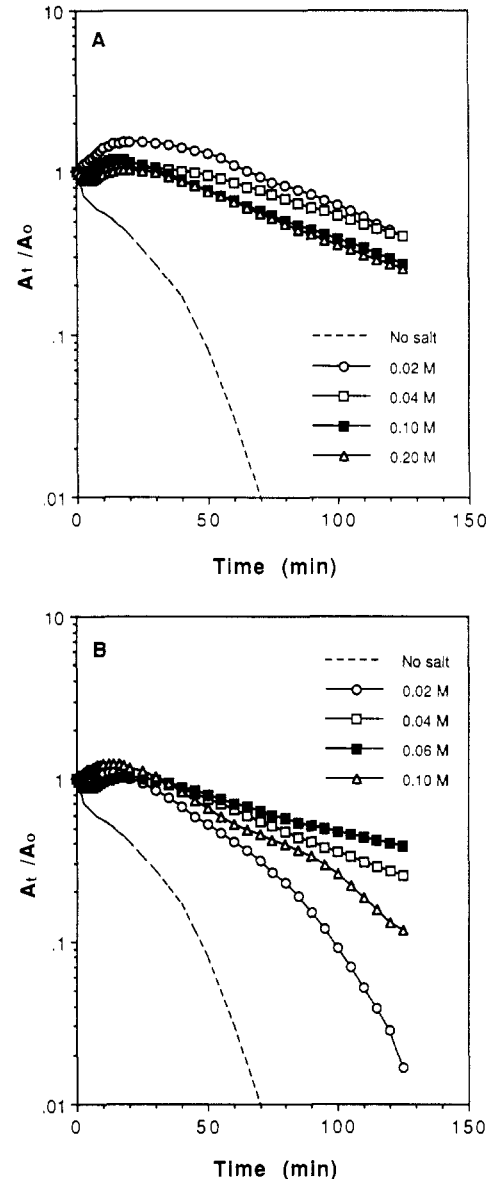 A
10
1
.1
.01
At /Ao
No salt
0.02 M
0.04 M
0.10 M
0.20 M
0 50 100 150
Time (min)
B
10
1
.1
.01
At /Ao
No salt
0.02 M
0.04 M
0.06 M
0.10 M
0 50 100 150
Time (min)